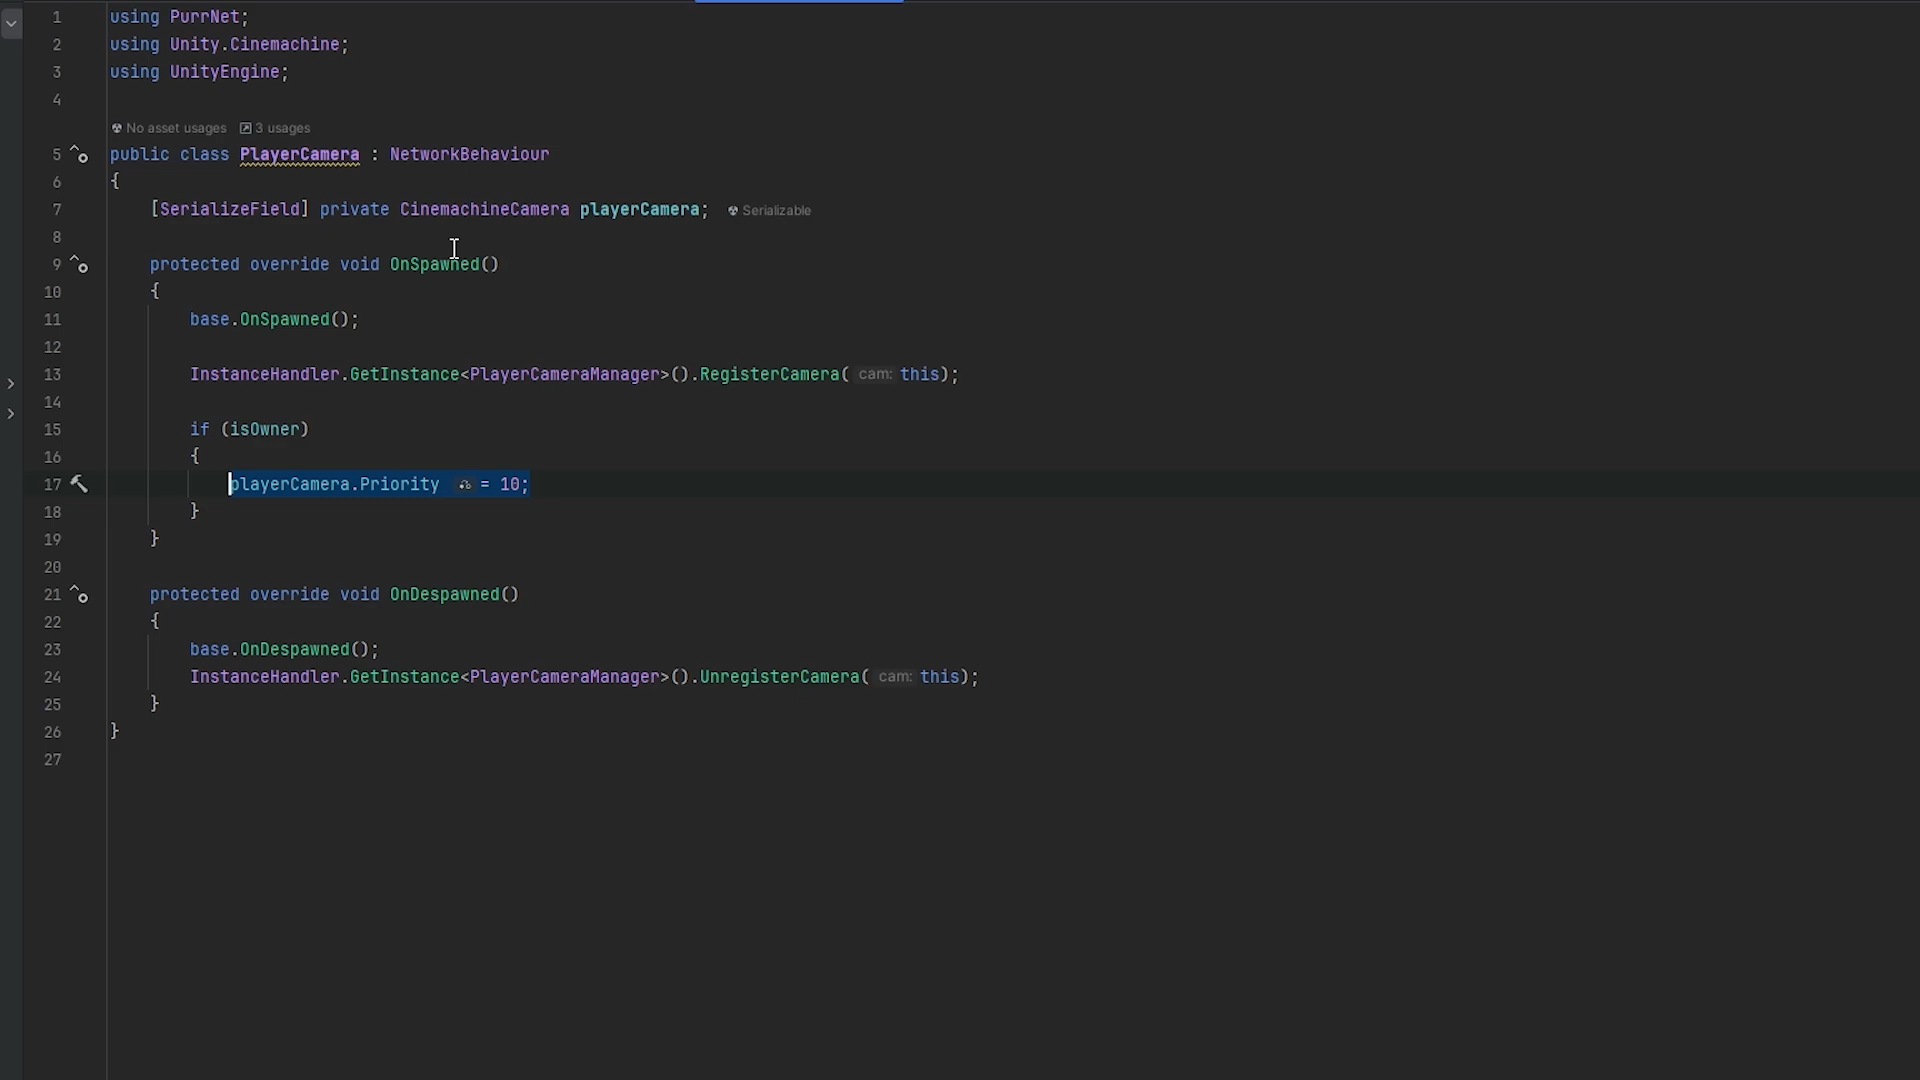 1 using PurrNet;
2 using Unity.Cinemachine;
3 using UnityEngine;
4
No asset usages 3 usages
5 public class PlayerCamera : NetworkBehaviour
6 {
7 [SerializeField] private CinemachineCamera playerCamera; Serializable
8
9 protected override void OnSpawned()
10 {
11 base.OnSpawned();
12
13 InstanceHandler.GetInstance<PlayerCameraManager>().RegisterCamera( cam: this);
14
15 if (isOwner)
16 {
17 playerCamera.Priority = 10;
18 }
19 }
20
21 protected override void OnDespawned()
22 {
23 base.OnDespawned();
24 InstanceHandler.GetInstance<PlayerCameraManager>().UnregisterCamera( cam: this);
25 }
26 }
27